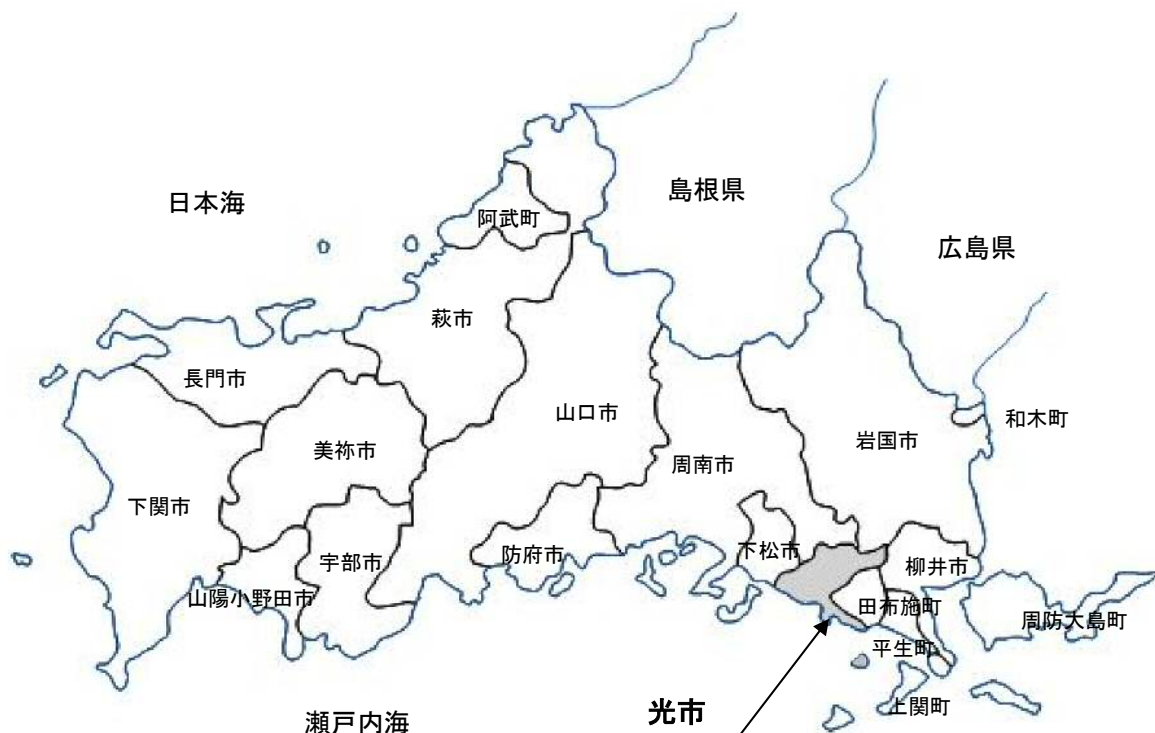 日本海
島根県
広島県
阿武町
萩市
長門市
山口市
和木町
岩国市
美祢市
周南市
下関市
宇部市
防府市
下松市
柳井市
山陽小野田市
田布施町
周防大島町
平生町
上関町
光市
瀬戸内海